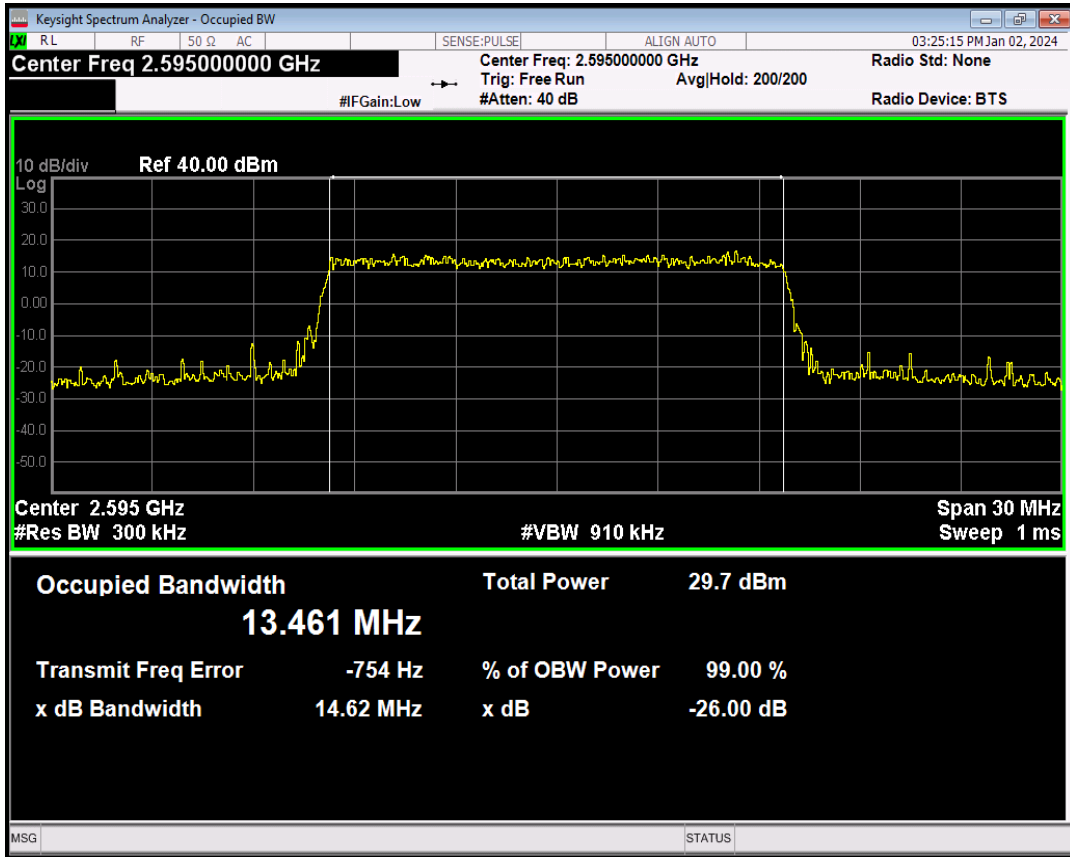 Keysight Spectrum Analyzer - Occupied BW
LXI RL RF 50 Ω AC SENSE:PULSE ALIGN AUTO 03:25:15 PM Jan 02, 2024
Center Freq 2.595000000 GHz Center Freq: 2.595000000 GHz Radio Std: None
Trig: Free Run Avg|Hold: 200/200
#IFGain:Low #Atten: 40 dB Radio Device: BTS
10 dB/div Ref 40.00 dBm
Log
30.0
20.0
10.0
0.00
-10.0
-20.0
-30.0
-40.0
-50.0
Center 2.595 GHz Span 30 MHz
#Res BW 300 kHz #VBW 910 kHz Sweep 1 ms
Occupied Bandwidth Total Power 29.7 dBm
13.461 MHz
Transmit Freq Error -754 Hz % of OBW Power 99.00 %
x dB Bandwidth 14.62 MHz x dB -26.00 dB
MSG STATUS